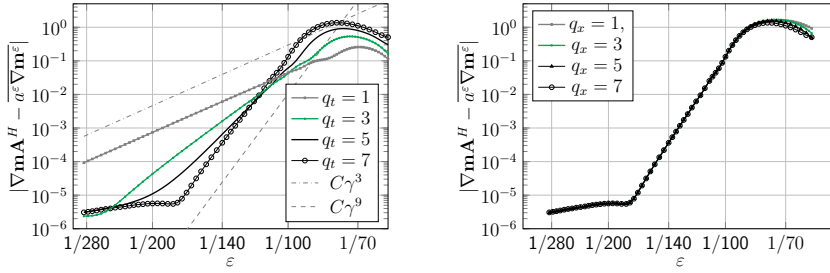 |∇mA^H − \overline{a^ε∇m^ε}|
10^0
10^{-1}
10^{-2}
10^{-3}
10^{-4}
10^{-5}
10^{-6}
q_t = 1
q_t = 3
q_t = 5
q_t = 7
Cγ^3
Cγ^9
1/280 1/200 1/140 1/100 1/70
ε
|∇mA^H − \overline{a^ε∇m^ε}|
10^0
10^{-1}
10^{-2}
10^{-3}
10^{-4}
10^{-5}
10^{-6}
q_x = 1,
q_x = 3
q_x = 5
q_x = 7
1/280 1/200 1/140 1/100 1/70
ε